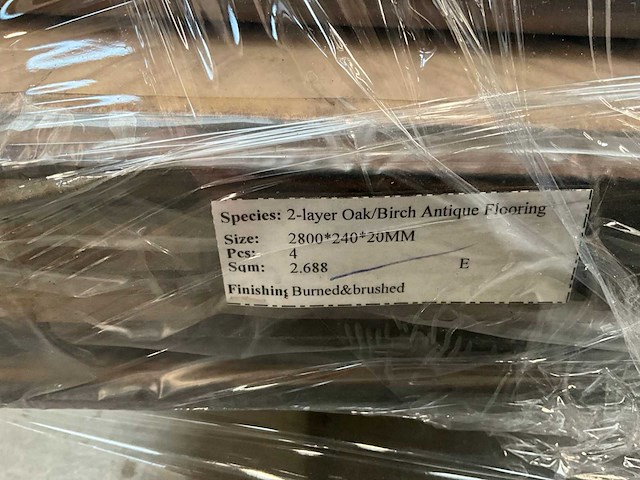 Species: 2-layer Oak/Birch Antique Flooring
Size: 2800*240*20MM
Pcs: 4
Sqm: 2.688 E
Finishing Burned&brushed